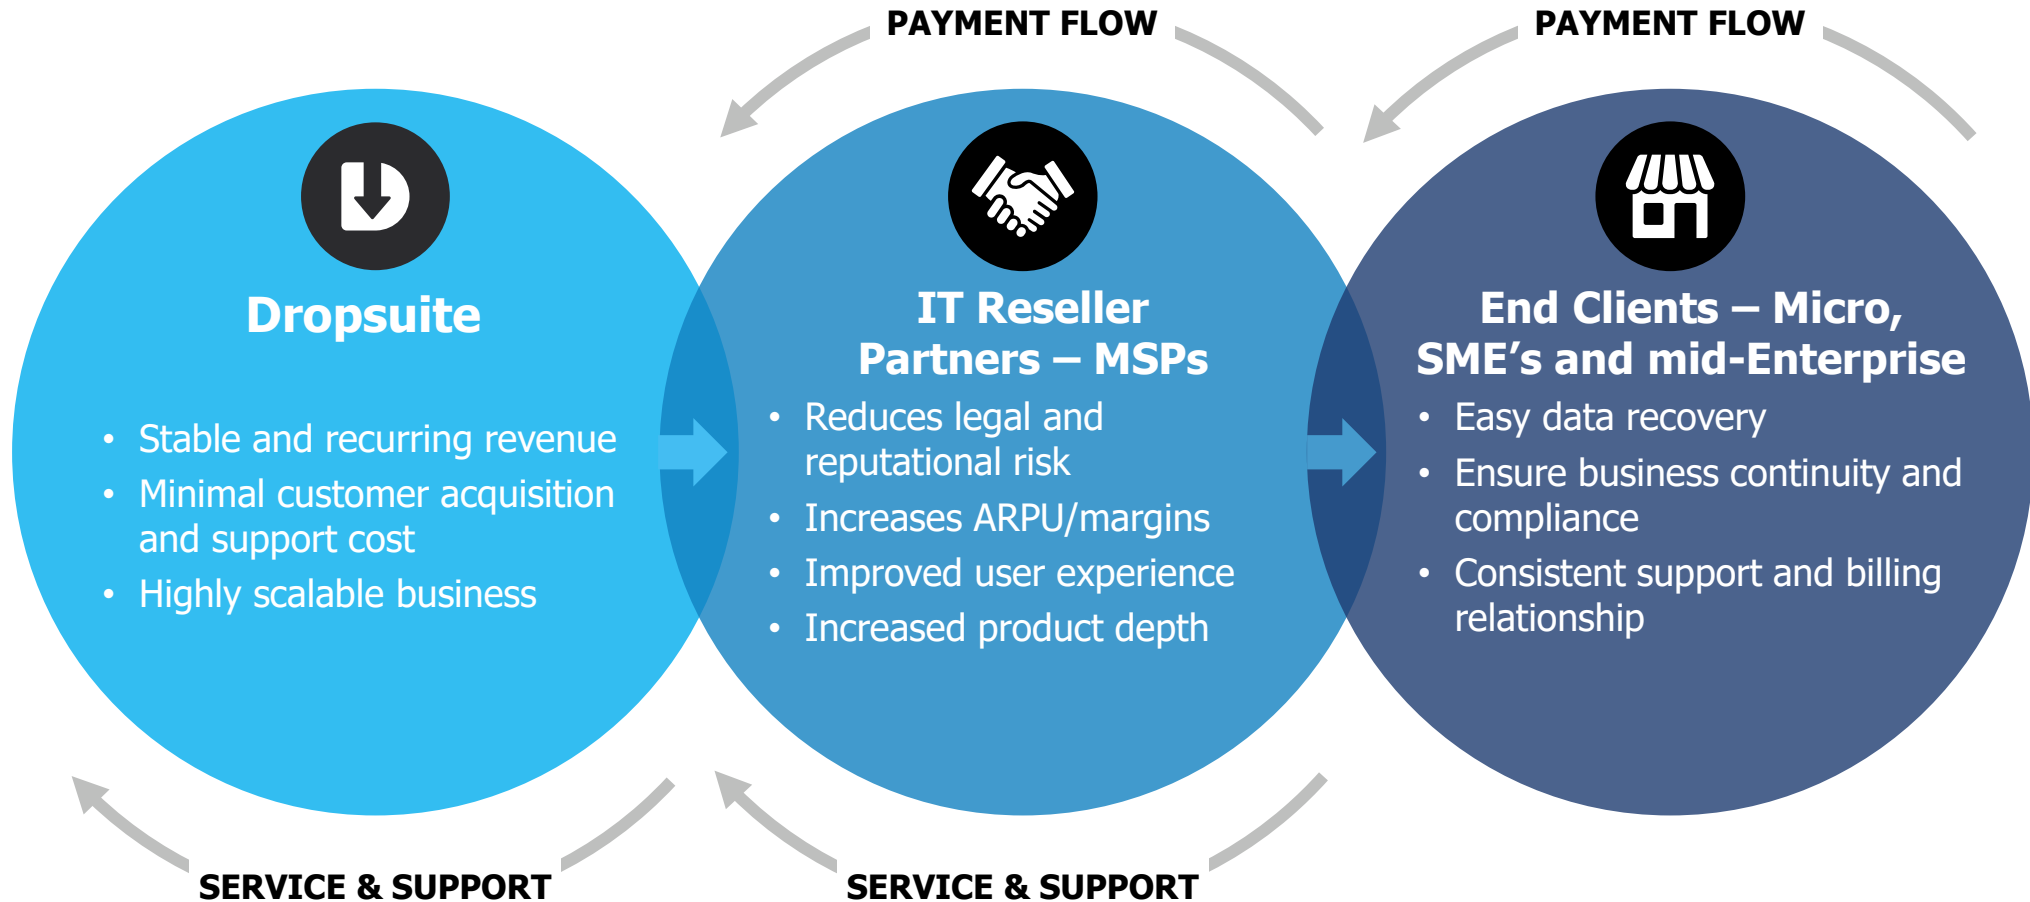 PAYMENT FLOW
PAYMENT FLOW
Dropsuite
• Stable and recurring revenue
• Minimal customer acquisition
and support cost
• Highly scalable business
IT Reseller
Partners – MSPs
• Reduces legal and
reputational risk
• Increases ARPU/margins
• Improved user experience
• Increased product depth
End Clients – Micro,
SME’s and mid-Enterprise
• Easy data recovery
• Ensure business continuity and
compliance
• Consistent support and billing
relationship
SERVICE & SUPPORT
SERVICE & SUPPORT